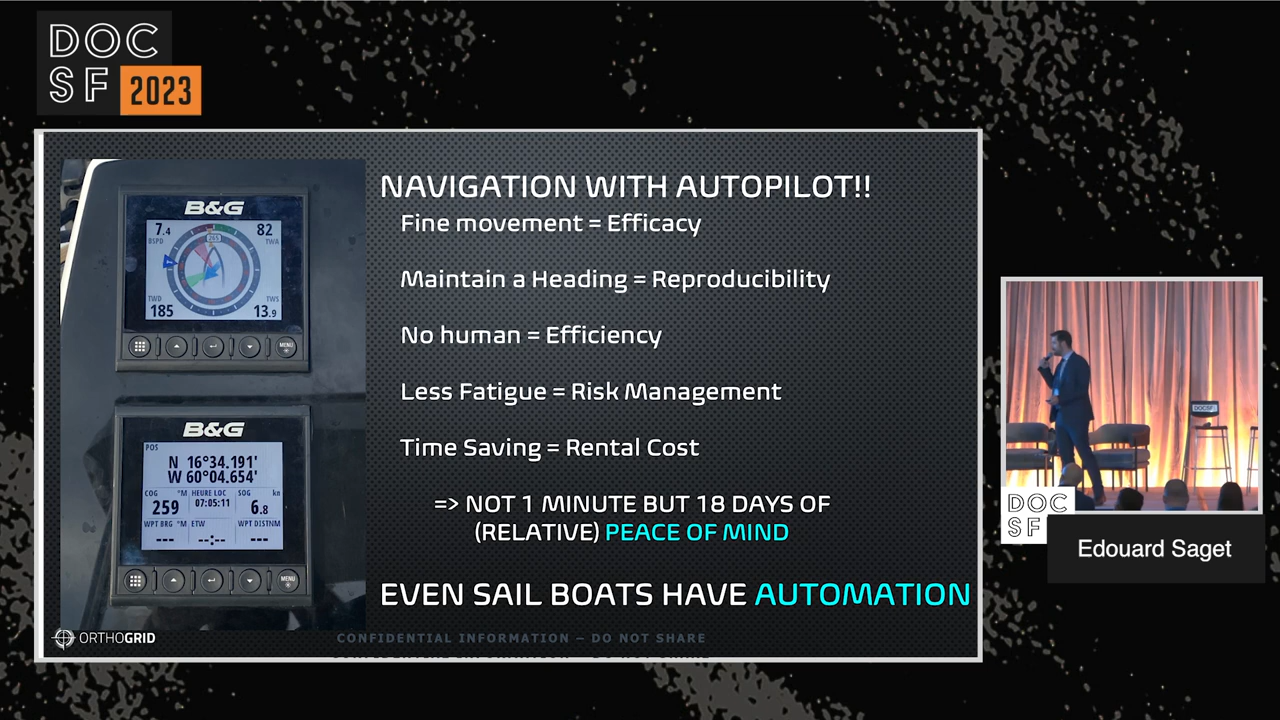 DOC
SF 2023
B&G
7.4
BSPD
82
TWA
205
TWD
185
TWS
13.9
MENU
B&G
POS
N 16°34.191'
W 60°04.654'
COG °M HEURE LOC SOG kn
259 07:05:11 6.8
WPT BRG °M ETW WPT DISTNM
--- --:-- ---
MENU
NAVIGATION WITH AUTOPILOT!!
Fine movement = Efficacy
Maintain a Heading = Reproducibility
No human = Efficiency
Less Fatigue = Risk Management
Time Saving = Rental Cost
=> NOT 1 MINUTE BUT 18 DAYS OF
(RELATIVE) PEACE OF MIND
EVEN SAIL BOATS HAVE AUTOMATION
ORTHOGRID
CONFIDENTIAL INFORMATION – DO NOT SHARE
DOCSF
DOC
SF
Edouard Saget